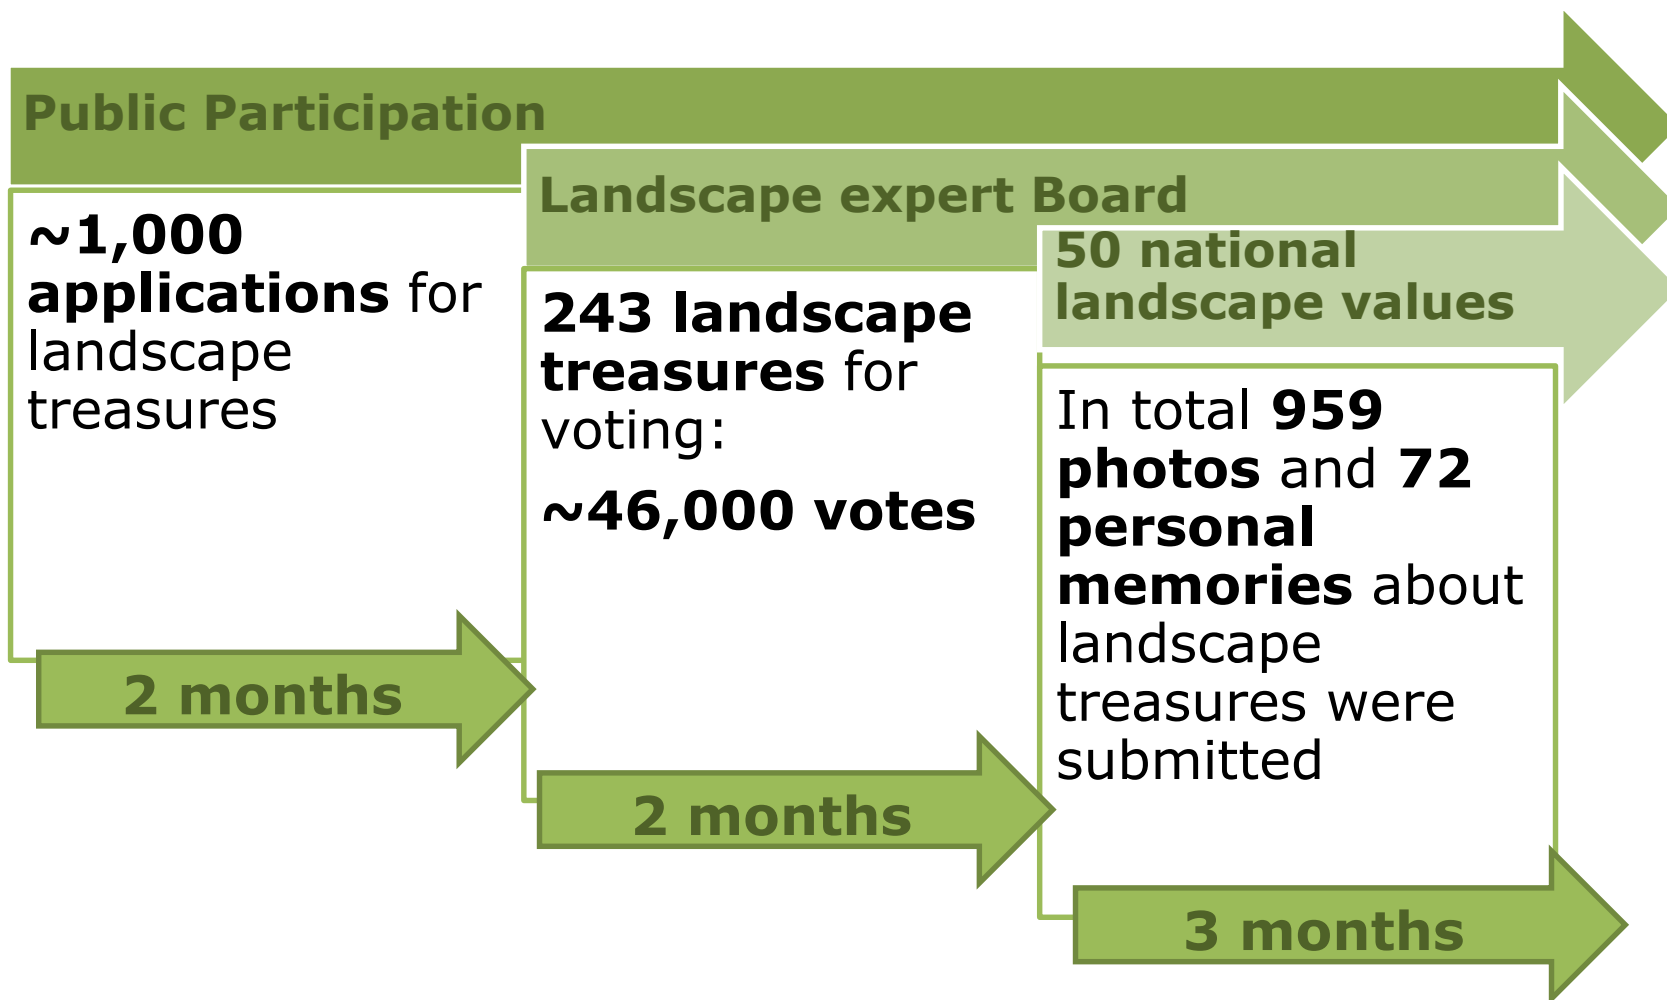 Public Participation
~1,000
applications for
landscape
treasures
2 months
Landscape expert Board
243 landscape
treasures for
voting:
~46,000 votes
2 months
50 national
landscape values
In total 959
photos and 72
personal
memories about
landscape
treasures were
submitted
3 months